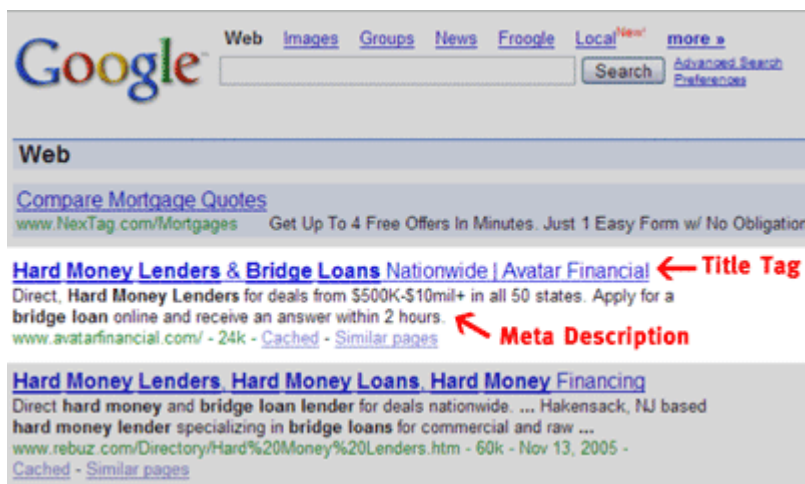 Google Web Images Groups News Froogle Local New! more »
Search Advanced Search
Preferences
Web
Compare Mortgage Quotes
www.NexTag.com/Mortgages Get Up To 4 Free Offers In Minutes. Just 1 Easy Form w/ No Obligation
Hard Money Lenders & Bridge Loans Nationwide | Avatar Financial Title Tag
Direct, Hard Money Lenders for deals from $500K-$10mil+ in all 50 states. Apply for a
bridge loan online and receive an answer within 2 hours.
www.avatarfinancial.com/ - 24k - Cached - Similar pages Meta Description
Hard Money Lenders, Hard Money Loans, Hard Money Financing
Direct hard money and bridge loan lender for deals nationwide. ... Hakensack, NJ based
hard money lender specializing in bridge loans for commercial and raw ...
www.rebuz.com/Directory/Hard%20Money%20Lenders.htm - 60k - Nov 13, 2005 -
Cached - Similar pages